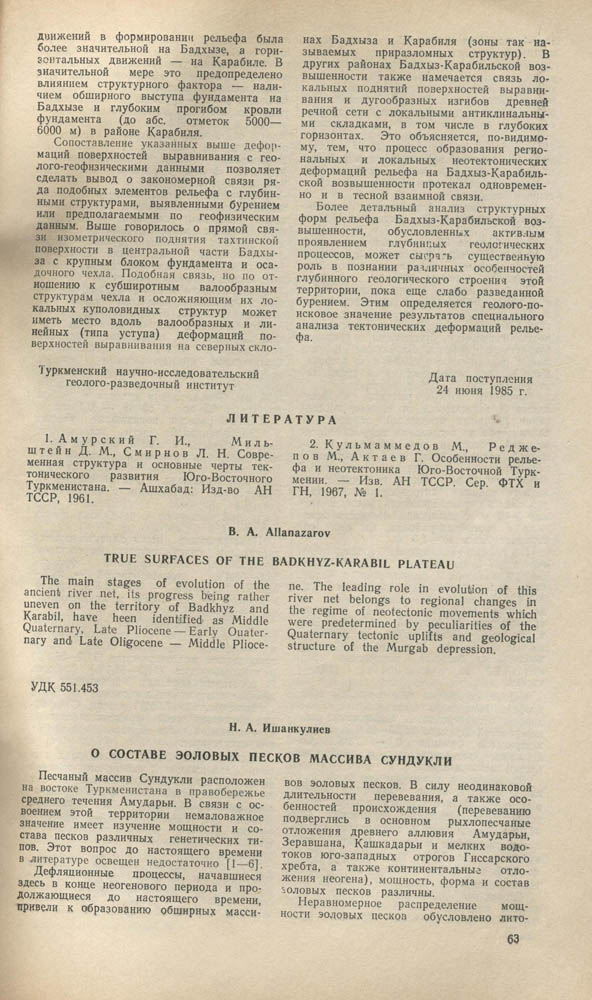 движений в формировании рельефа была
более значительной на Бадхызе, а гори-
зонтальных движений — на Карабиле. В
значительной мере это предопределено
влиянием структурного фактора — нали-
чием обширного выступа фундамента на
Бадхызе и глубоким прогибом кровли
фундамента (до абс. отметок 5000—
6000 м) в районе Карабиля.
Сопоставление указанных выше дефор-
маций поверхностей выравнивания с гео-
лого-геофизическими данными позволяет
сделать вывод о закономерной связи ря-
да подобных элементов рельефа с глубин-
ными структурами, выявленными бурением
или предполагаемыми по геофизическим
данным. Выше говорилось о прямой свя-
зи изометрического поднятия тахтинской
поверхности в центральной части Бадхы-
за с крупным блоком фундамента и оса-
дочного чехла. Подобная связь, но по от-
ношению к субширотным валообразным
структурам чехла и осложняющим их ло-
кальных куполовидных структур может
иметь место вдоль валообразных и ли-
нейных (типа уступа) деформаций по-
верхностей выравнивания на северных скло-
нах Бадхыза и Карабиля (зоны так на-
зываемых приразломных структур). В
других районах Бадхыз-Карабильской воз-
вышенности также намечается связь ло-
кальных поднятий поверхностей выравни-
вания и дугообразных изгибов древней
речной сети с локальными антиклинальны-
ми складками, в том числе в глубоких
горизонтах. Это объясняется, по-видимо-
му, тем, что процесс образования регио-
нальных и локальных неотектонических
деформаций рельефа на Бадхыз-Карабиль-
ской возвышенности протекал одновремен-
но и в тесной взаимной связи.
Более детальный анализ структурных
форм рельефа Бадхыз-Карабильской воз-
вышенности, обусловленных активным
проявлением глубинных геологических
процессов, может сыграть существенную
роль в познании различных особенностей
глубинного геологического строения этой
территории, пока еще слабо разведанной
бурением. Этим определяется геолого-по-
исковое значение результатов специального
анализа тектонических деформаций релье-
фа.
Туркменский научно-исследовательский
геолого-разведочный институт
Дата поступления
24 июня 1985 г.
ЛИТЕРАТУРА
1. Амурский Г. И., Миль-
штейн Д. М., Смирнов Л. Н. Совре-
менная структура и основные черты тек-
тонического развития Юго-Восточного
Туркменистана. — Ашхабад: Изд-во АН
ТССР, 1961.
2. Кульмаммедов М., Редже-
пов М., Актаев Г. Особенности релье-
фа и неотектоника Юго-Восточной Турк-
мении. — Изв. АН ТССР. Сер. ФТХ и
ГН, 1967, № 1.
B. A. Allanazarov
TRUE SURFACES OF THE BADKHYZ-KARABIL PLATEAU
The main stages of evolution of the
ancient river net, its progress being rather
uneven on the territory of Badkhyz and
Karabil, have heen identified as Middle
Quaternary, Late Pliocene — Early Ouater-
nary and Late Oligocene — Middle Plioce-
ne. The leading role in evolution of this
river net belongs to regional changes in
the regime of neotectonic movements which
were predetermined by peculiarities of the
Quaternary tectonic uplifts and geological
structure of the Murgab depression.
УДК 551.453
Н. А. Ишанкулиев
О СОСТАВЕ ЭОЛОВЫХ ПЕСКОВ МАССИВА СУНДУКЛИ
Песчаный массив Сундукли расположен
на востоке Туркменистана в правобережье
среднего течения Амударьи. В связи с ос-
воением этой территории немаловажное
значение имеет изучение мощности и со-
става песков различных генетических ти-
пов. Этот вопрос до настоящего времени
в литературе освещен недостаточно [1—6].
Дефляционные процессы, начавшиеся
здесь в конце неогенового периода и про-
должающиеся до настоящего времени,
привели к образованию обширных масси-
вов эоловых песков. В силу неодинаковой
длительности перевевания, а также осо-
бенностей происхождения (перевеванию
подверглись в основном рыхлопесчаные
отложения древнего аллювия Амударьи,
Зеравшана, Кашкадарьи и мелких водо-
токов юго-западных отрогов Гиссарского
хребта, а также континентальные отло-
жения неогена), мощность, форма и состав
золовых песков различны.
Неравномерное распределение мощ-
ности эоловых песков обусловлено лито-
63